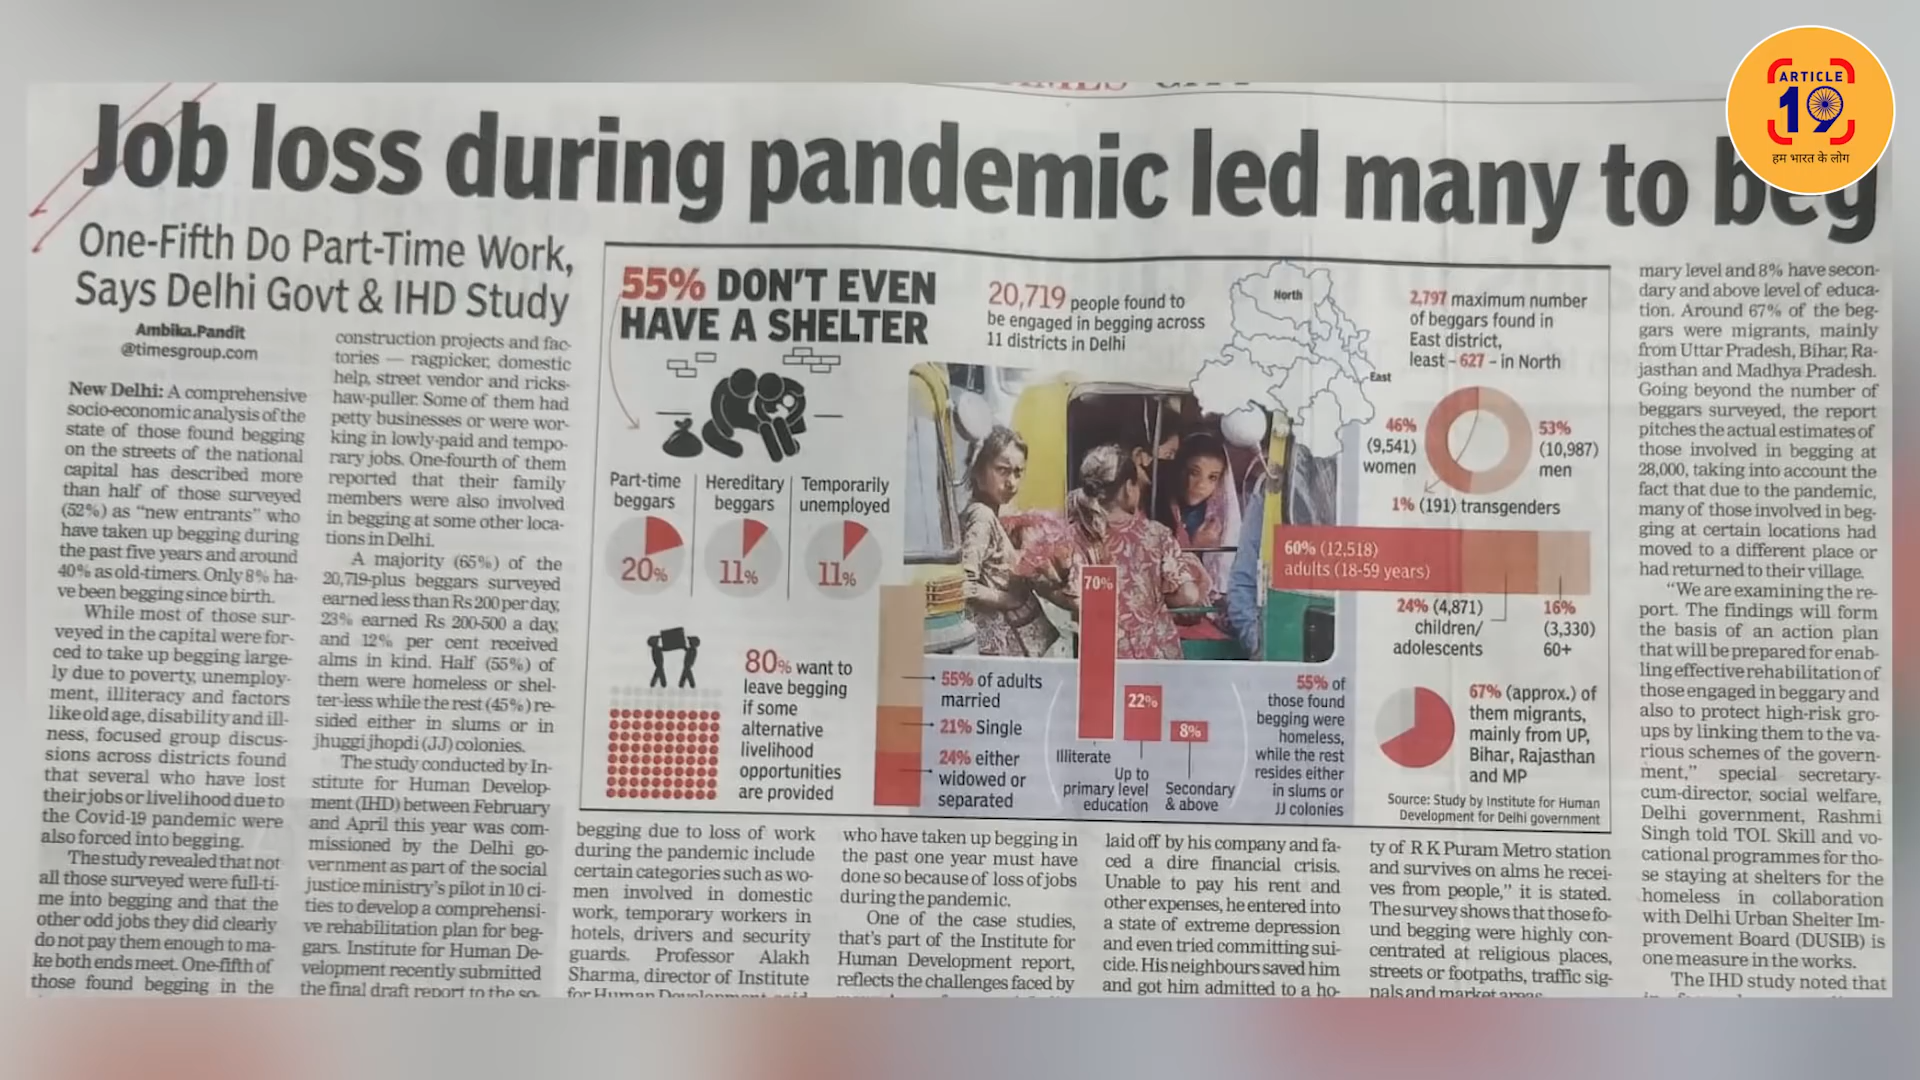 TIMES CITY
ARTICLE
19
हम भारत के लोग
Job loss during pandemic led many to beg
One-Fifth Do Part-Time Work,
Says Delhi Govt & IHD Study
Ambika.Pandit
@timesgroup.com
New Delhi: A comprehensive
socio-economic analysis of the
state of those found begging
on the streets of the national
capital has described more
than half of those surveyed
(52%) as “new entrants” who
have taken up begging during
the past five years and around
40% as old-timers. Only 8% ha-
ve been begging since birth.
While most of those sur-
veyed in the capital were for-
ced to take up begging large-
ly due to poverty, unemploy-
ment, illiteracy and factors
like old age, disability and ill-
ness, focused group discus-
sions across districts found
that several who have lost
their jobs or livelihood due to
the Covid-19 pandemic were
also forced into begging.
The study revealed that not
all those surveyed were full-ti-
me into begging and that the
other odd jobs they did clearly
do not pay them enough to ma-
ke both ends meet. One-fifth of
those found begging in the
construction projects and fac-
tories — ragpicker, domestic
help, street vendor and ricks-
haw-puller. Some of them had
petty businesses or were wor-
king in lowly-paid and tempo-
rary jobs. One-fourth of them
reported that their family
members were also involved
in begging at some other loca-
tions in Delhi.
A majority (65%) of the
20,719-plus beggars surveyed
earned less than Rs 200 per day,
23% earned Rs 200-500 a day,
and 12% per cent received
alms in kind. Half (55%) of
them were homeless or shel-
ter-less while the rest (45%) re-
sided either in slums or in
jhuggi jhopdi (JJ) colonies.
The study conducted by In-
stitute for Human Develop-
ment (IHD) between February
and April this year was com-
missioned by the Delhi go-
vernment as part of the social
justice ministry's pilot in 10 ci-
ties to develop a comprehensi-
ve rehabilitation plan for beg-
gars. Institute for Human De-
velopment recently submitted
the final draft report to the so-
55% DON'T EVEN
HAVE A SHELTER
20,719 people found to
be engaged in begging across
11 districts in Delhi
North
East
2,797 maximum number
of beggars found in
East district,
least - 627 - in North
Part-time
beggars
20%
Hereditary
beggars
11%
Temporarily
unemployed
11%
46%
(9,541)
women
53%
(10,987)
men
1% (191) transgenders
60% (12,518)
adults (18-59 years)
24% (4,871)
children/
adolescents
16%
(3,330)
60+
80% want to
leave begging
if some
alternative
livelihood
opportunities
are provided
55% of adults
married
21% Single
24% either
widowed or
separated
70%
Illiterate
22%
Up to
primary level
education
8%
Secondary
& above
55% of
those found
begging were
homeless,
while the rest
resides either
in slums or
JJ colonies
67% (approx.) of
them migrants,
mainly from UP,
Bihar, Rajasthan
and MP
Source: Study by Institute for Human
Development for Delhi government
begging due to loss of work
during the pandemic include
certain categories such as wo-
men involved in domestic
work, temporary workers in
hotels, drivers and security
guards. Professor Alakh
Sharma, director of Institute
for Human Development said
who have taken up begging in
the past one year must have
done so because of loss of jobs
during the pandemic.
One of the case studies,
that's part of the Institute for
Human Development report,
reflects the challenges faced by
laid off by his company and fa-
ced a dire financial crisis.
Unable to pay his rent and
other expenses, he entered into
a state of extreme depression
and even tried committing sui-
cide. His neighbours saved him
and got him admitted to a ho-
ty of R K Puram Metro station
and survives on alms he recei-
ves from people,” it is stated.
The survey shows that those fo-
und begging were highly con-
centrated at religious places,
streets or footpaths, traffic sig-
nals and market areas.
mary level and 8% have secon-
dary and above level of educa-
tion. Around 67% of the beg-
gars were migrants, mainly
from Uttar Pradesh, Bihar, Ra-
jasthan and Madhya Pradesh.
Going beyond the number of
beggars surveyed, the report
pitches the actual estimates of
those involved in begging at
28,000, taking into account the
fact that due to the pandemic,
many of those involved in beg-
ging at certain locations had
moved to a different place or
had returned to their village.
“We are examining the re-
port. The findings will form
the basis of an action plan
that will be prepared for enab-
ling effective rehabilitation of
those engaged in beggary and
also to protect high-risk gro-
ups by linking them to the va-
rious schemes of the govern-
ment,” special secretary-
cum-director, social welfare,
Delhi government, Rashmi
Singh told TOI. Skill and vo-
cational programmes for tho-
se staying at shelters for the
homeless in collaboration
with Delhi Urban Shelter Im-
provement Board (DUSIB) is
one measure in the works.
The IHD study noted that